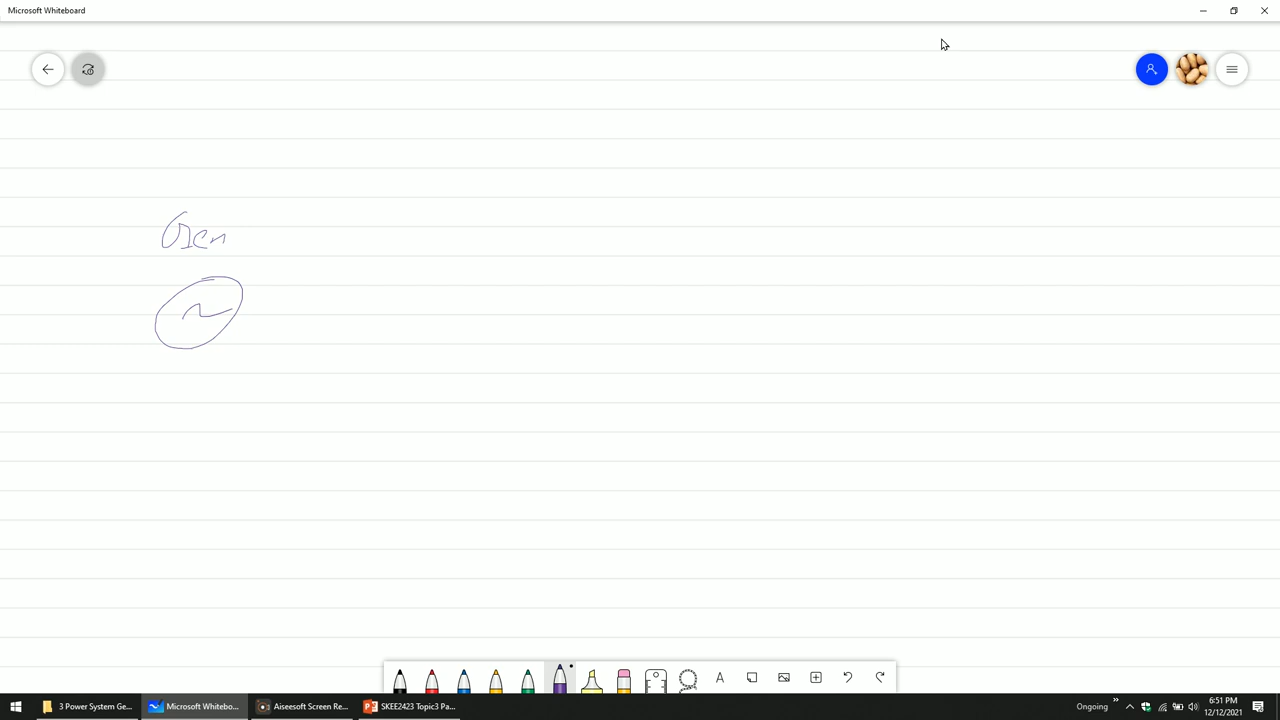 Microsoft Whiteboard
Gen
~
A
3 Power System Ge...
Microsoft Whitebo...
Aiseesoft Screen Re...
SKEE2423 Topic3 Pa...
Ongoing
6:51 PM
12/12/2021